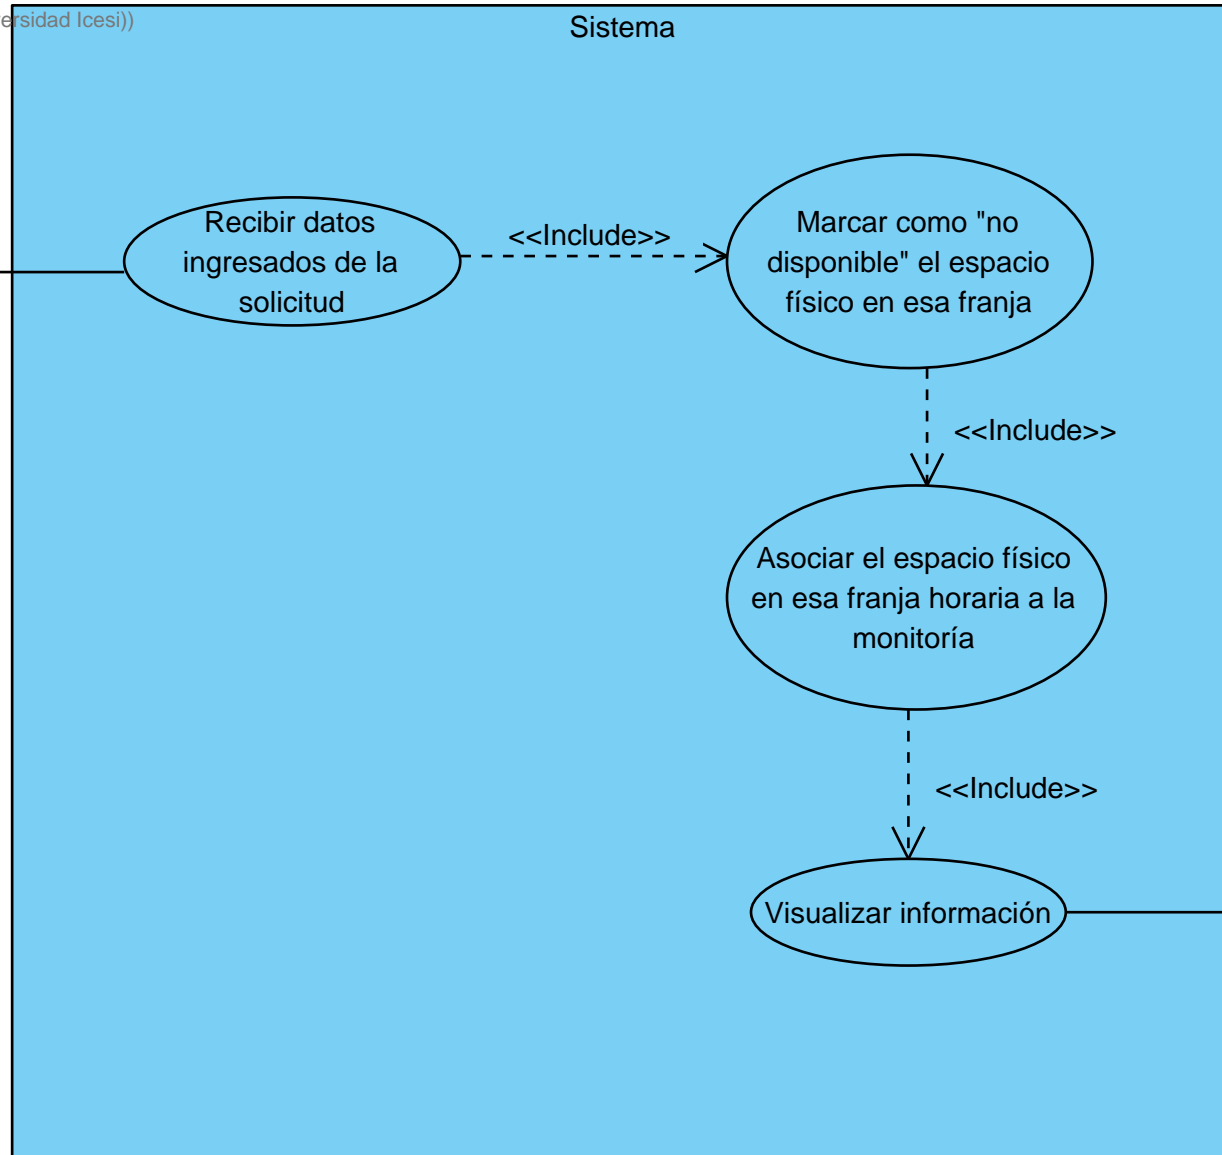 ersidad Icesi))
Sistema
Recibir datos
ingresados de la
solicitud
<<Include>>
Marcar como "no
disponible" el espacio
físico en esa franja
<<Include>>
Asociar el espacio físico
en esa franja horaria a la
monitoría
<<Include>>
Visualizar información